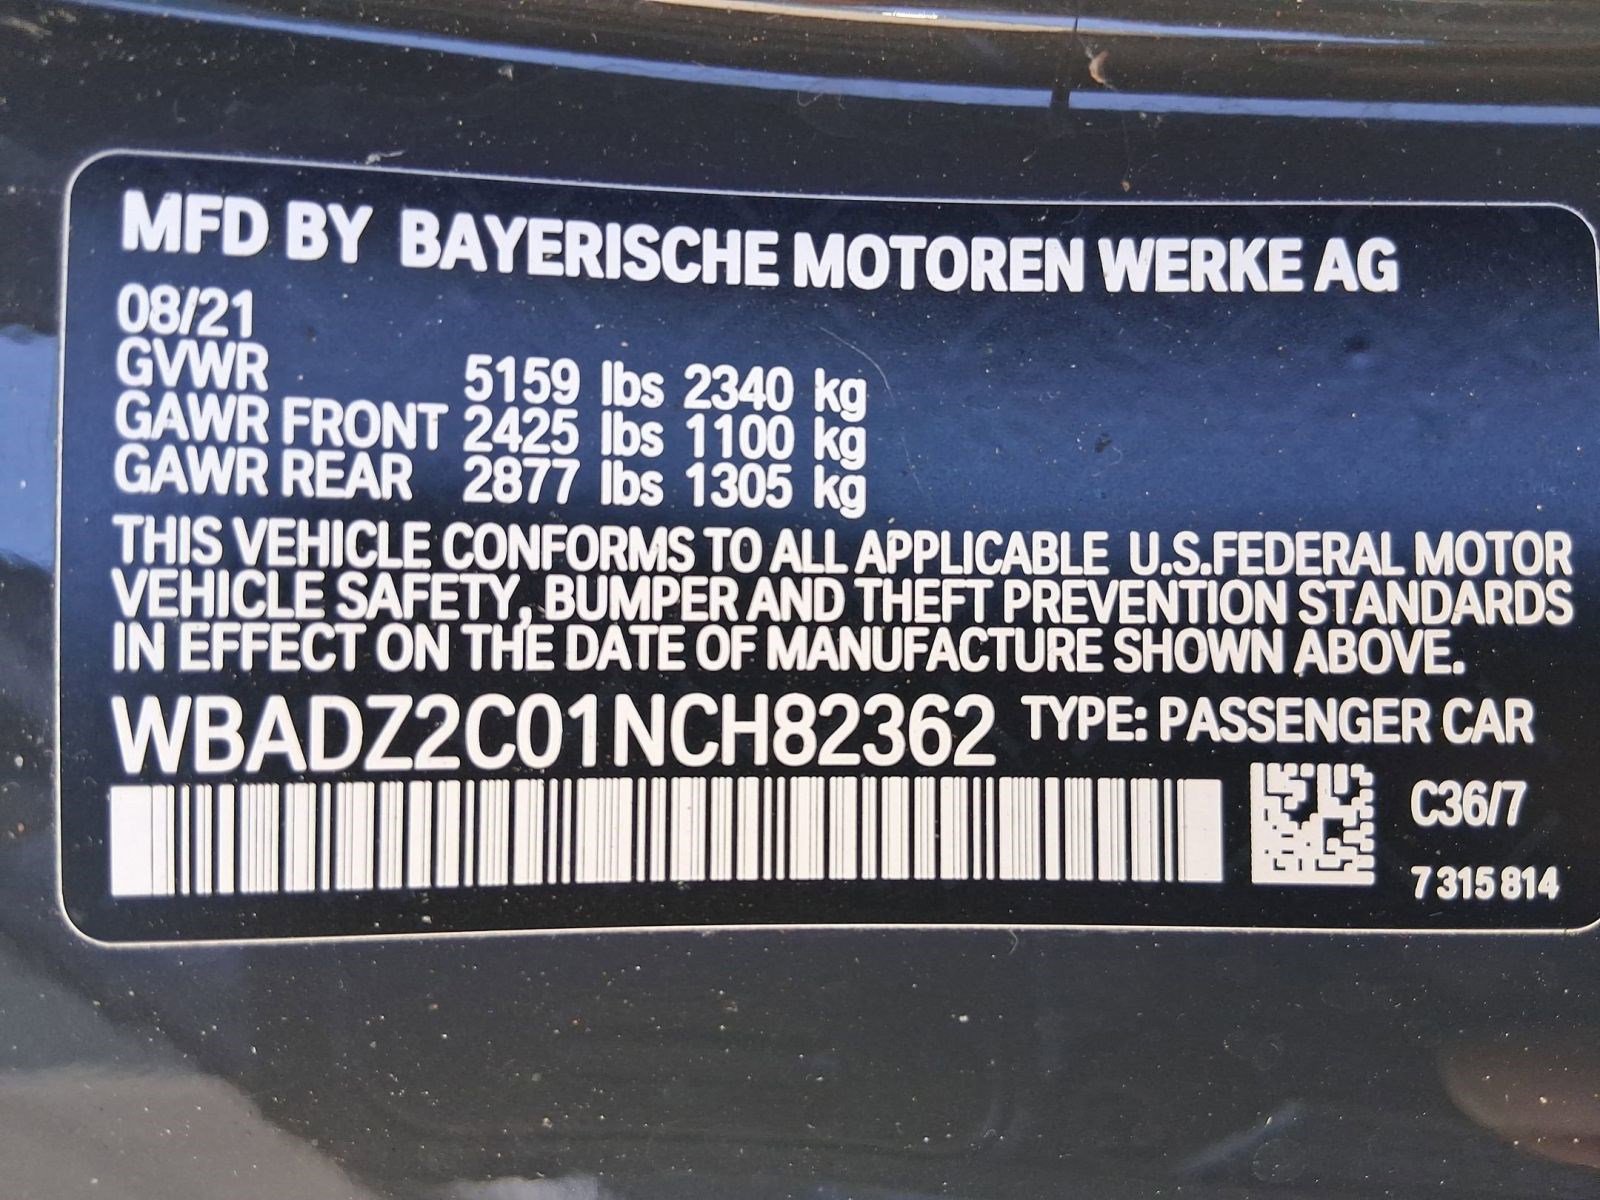 MFD BY BAYERISCHE MOTOREN WERKE AG
08/21
GVWR 5159 lbs 2340 kg
GAWR FRONT 2425 lbs 1100 kg
GAWR REAR 2877 lbs 1305 kg
THIS VEHICLE CONFORMS TO ALL APPLICABLE U.S.FEDERAL MOTOR
VEHICLE SAFETY, BUMPER AND THEFT PREVENTION STANDARDS
IN EFFECT ON THE DATE OF MANUFACTURE SHOWN ABOVE.
WBADZ2C01NCH82362 TYPE: PASSENGER CAR
C36/7
7 315 814